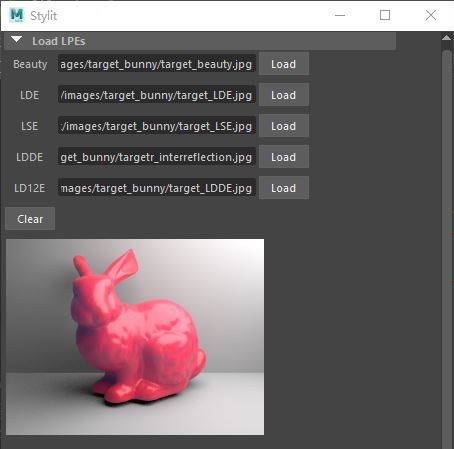 Stylit
Load LPEs
Beauty ages/target_bunny/target_beauty.jpg Load
LDE /images/target_bunny/target_LDE.jpg Load
LSE :/images/target_bunny/target_LSE.jpg Load
LDDE get_bunny/targetr_interreflection.jpg Load
LD12E mages/target_bunny/target_LDDE.jpg Load
Clear